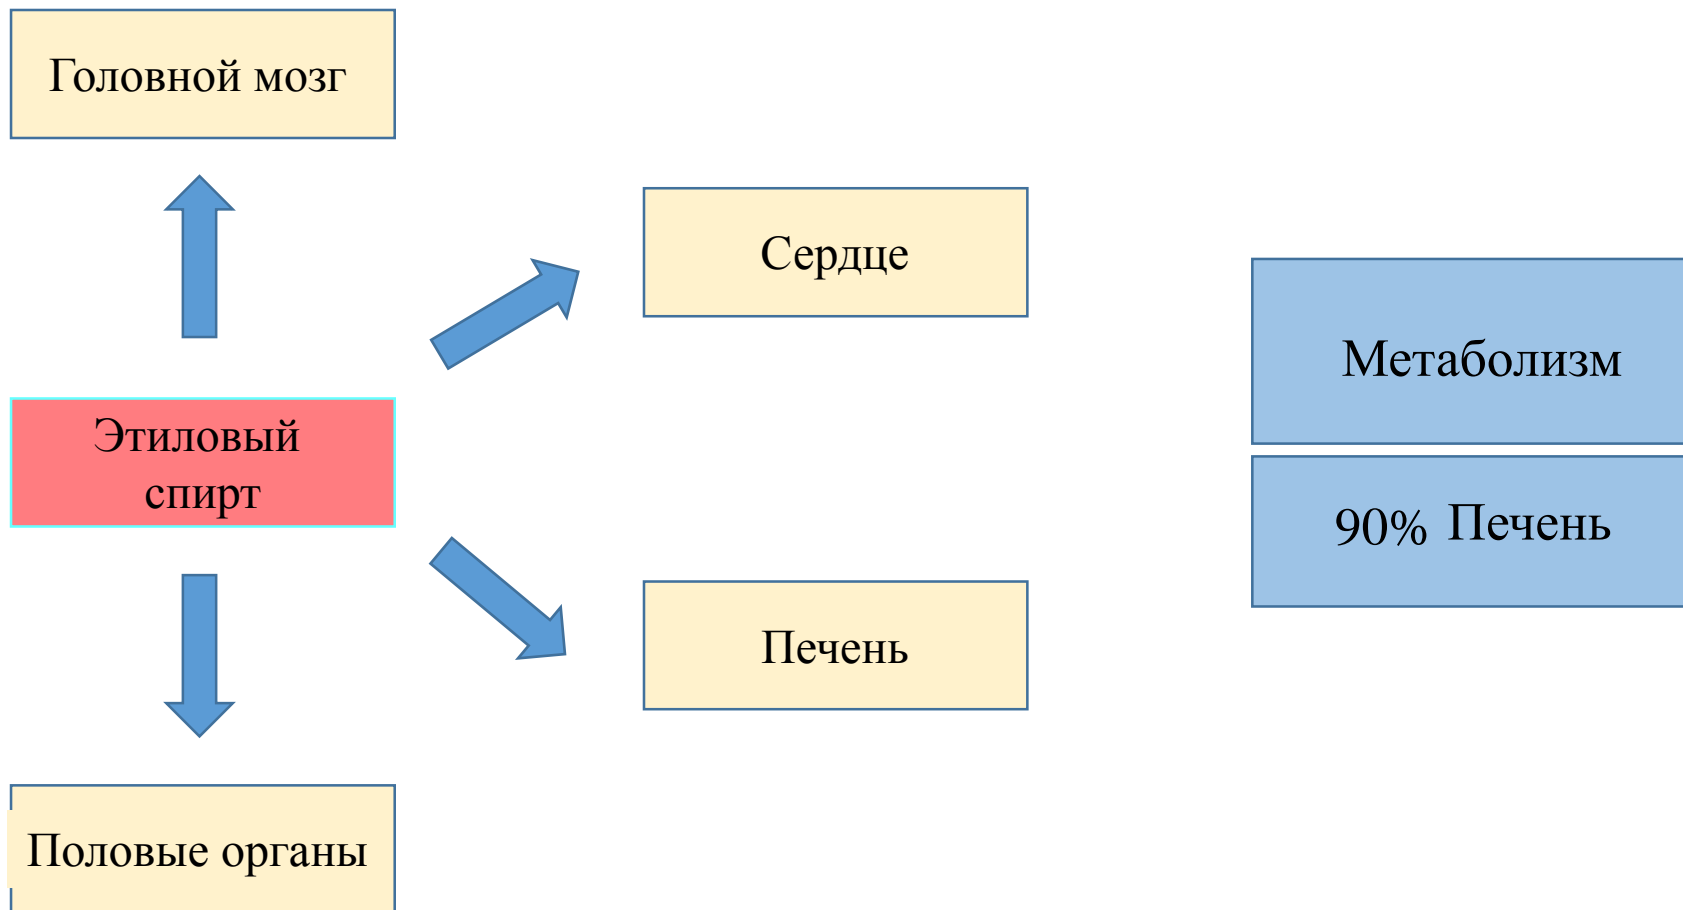 Головной мозг
Сердце
Метаболизм
Этиловый
спирт
90% Печень
Печень
Половые органы